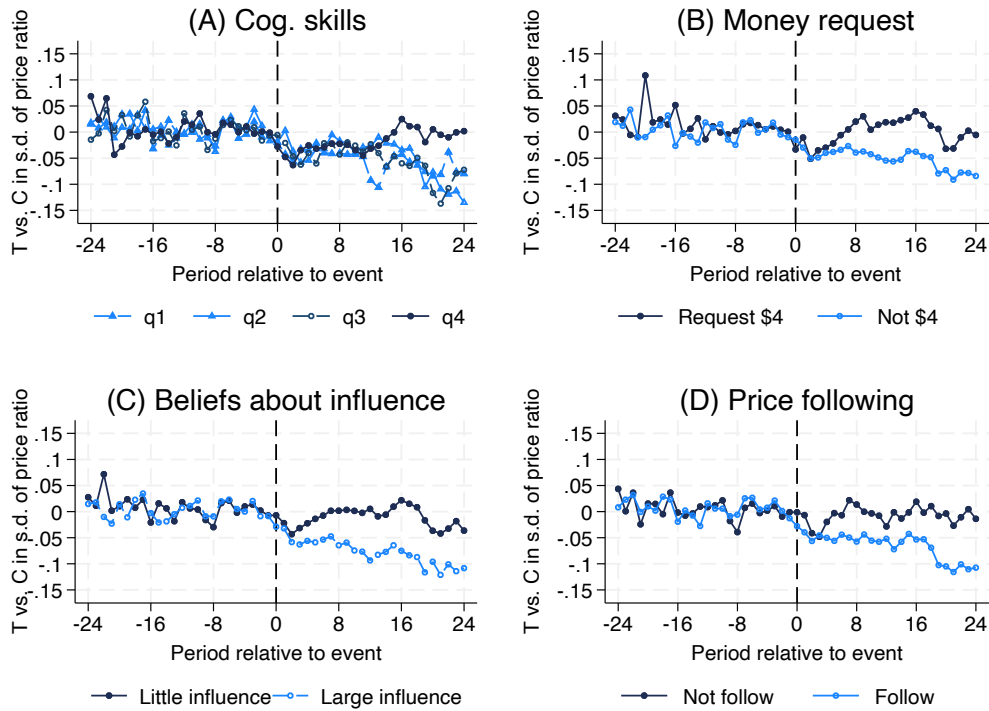 (A) Cog. skills
T vs. C in s.d. of price ratio
.15
.1
.05
0
-.05
-.1
-.15
-24 -16 -8 0 8 16 24
Period relative to event
q1 q2 q3 q4
(B) Money request
T vs. C in s.d. of price ratio
.15
.1
.05
0
-.05
-.1
-.15
-24 -16 -8 0 8 16 24
Period relative to event
Request $4 Not $4
(C) Beliefs about influence
T vs. C in s.d. of price ratio
.15
.1
.05
0
-.05
-.1
-.15
-24 -16 -8 0 8 16 24
Period relative to event
Little influence Large influence
(D) Price following
T vs. C in s.d. of price ratio
.15
.1
.05
0
-.05
-.1
-.15
-24 -16 -8 0 8 16 24
Period relative to event
Not follow Follow